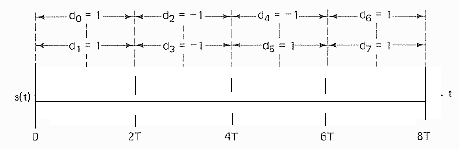 d₀ = 1 d₂ = −1 d₄ = −1 d₆ = 1
d₁ = 1 d₃ = −1 d₅ = 1 d₇ = 1
s(t) t
0 2T 4T 6T 8T